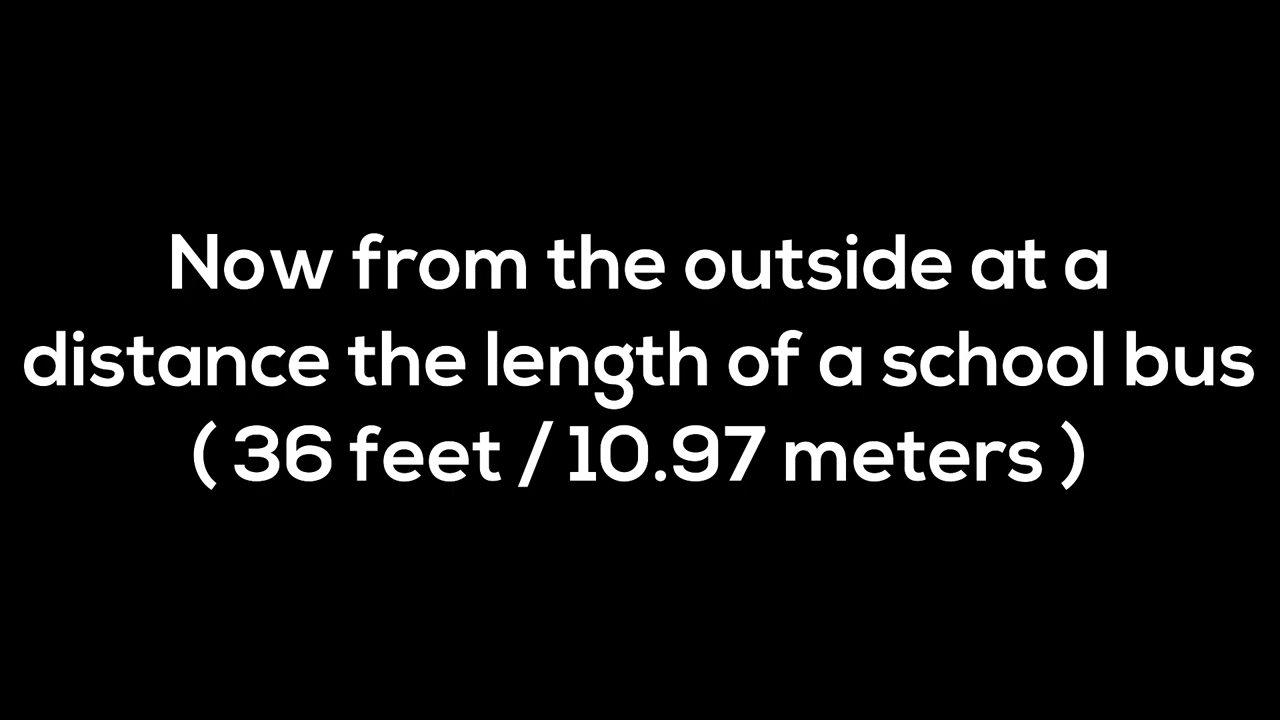 Now from the outside at a
distance the length of a school bus
( 36 feet / 10.97 meters )